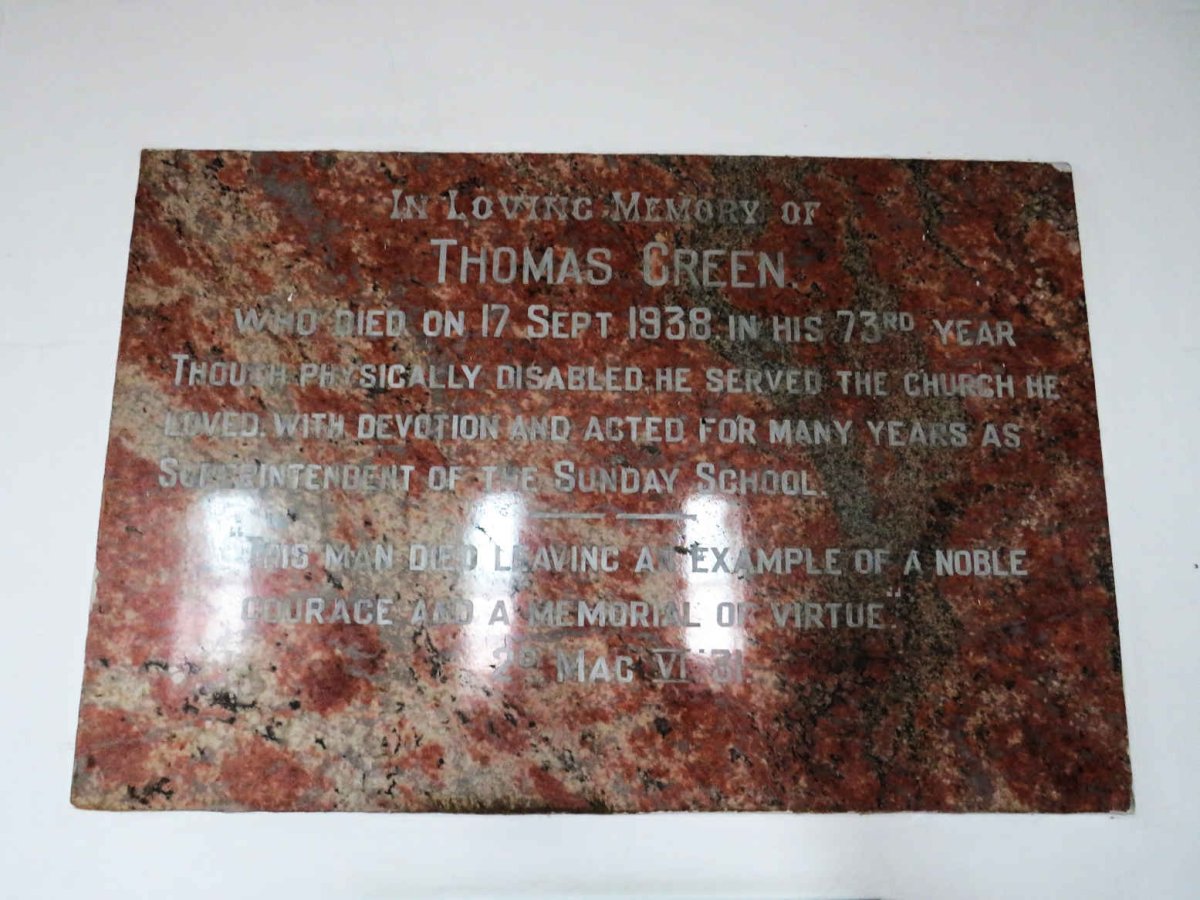 In Loving Memory of
Thomas Green.
who died on 17 Sept 1938 in his 73rd year
Though physically disabled, he served the church he
loved, with devotion and acted for many years as
Superintendent of the Sunday School.
"This man died leaving an example of a noble
courage and a memorial of virtue".
2d Mac VI 31.